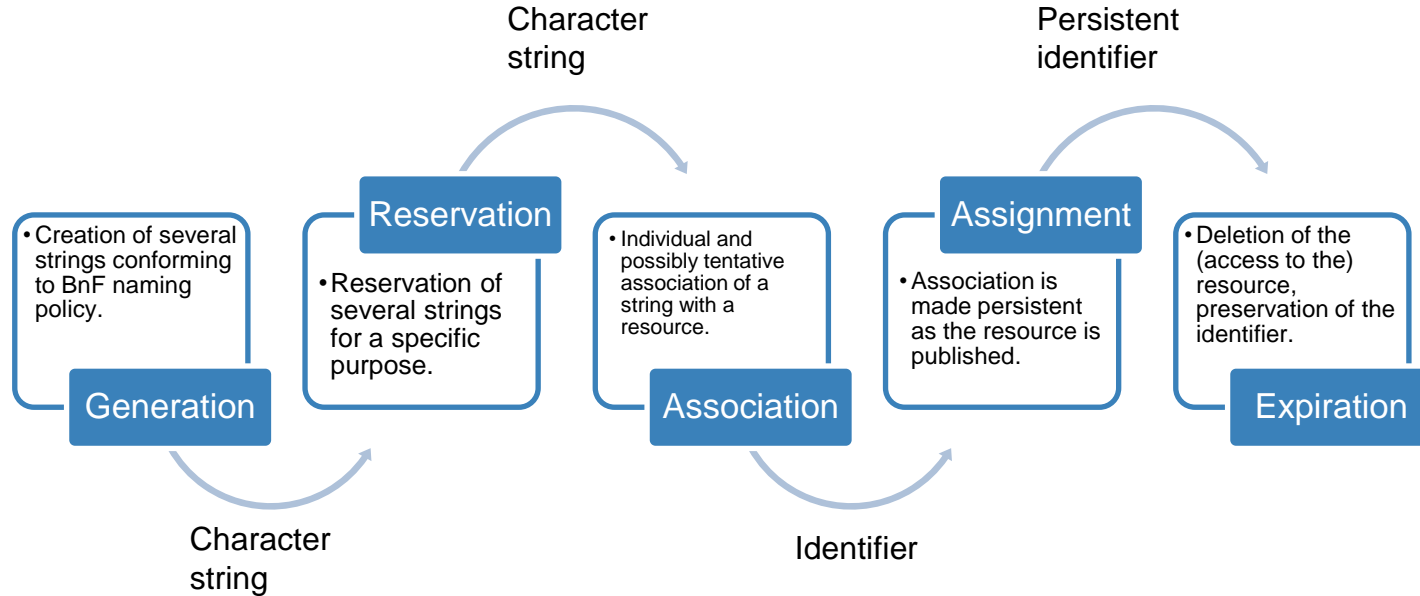 Character
string
Persistent
identifier
• Creation of several
strings conforming
to BnF naming
policy.
Generation
Character
string
Reservation
• Reservation of
several strings
for a specific
purpose.
• Individual and
possibly tentative
association of a
string with a
resource.
Association
Identifier
Assignment
• Association is
made persistent
as the resource is
published.
• Deletion of the
(access to the)
resource,
preservation of the
identifier.
Expiration